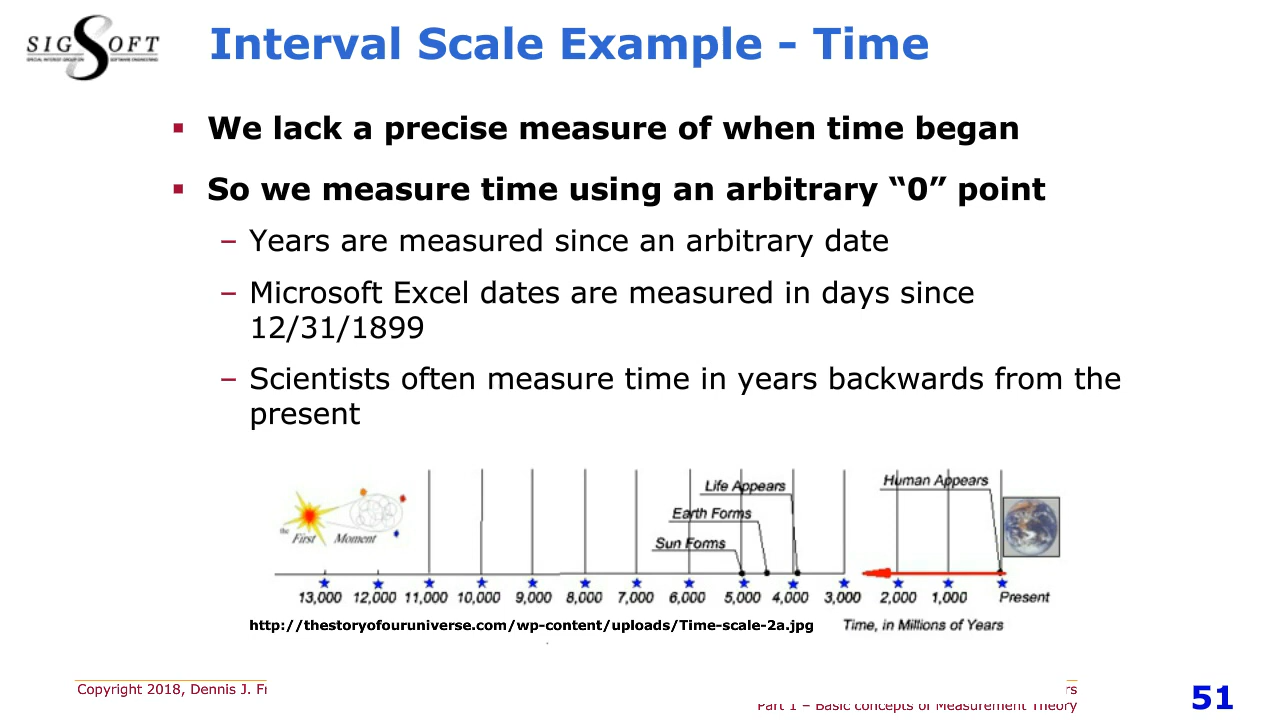 SIGSOFT
SPECIAL INTEREST GROUP ON SOFTWARE ENGINEERING
Interval Scale Example - Time
▪ We lack a precise measure of when time began
▪ So we measure time using an arbitrary “0” point
– Years are measured since an arbitrary date
– Microsoft Excel dates are measured in days since
12/31/1899
– Scientists often measure time in years backwards from the
present
Life Appears
Human Appears
Earth Forms
Sun Forms
the First Moment
13,000 12,000 11,000 10,000 9,000 8,000 7,000 6,000 5,000 4,000 3,000 2,000 1,000 Present
http://thestoryofouruniverse.com/wp-content/uploads/Time-scale-2a.jpg
Time, in Millions of Years
Copyright 2018, Dennis J.
Part 1 – Basic concepts of Measurement Theory
51